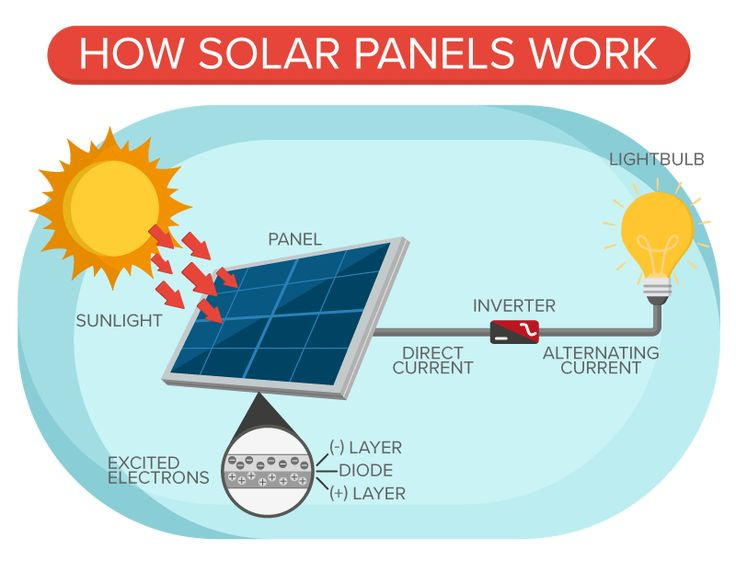 HOW SOLAR PANELS WORK
LIGHTBULB
PANEL
SUNLIGHT
INVERTER
DIRECT
CURRENT
ALTERNATING
CURRENT
EXCITED
ELECTRONS
(-) LAYER
DIODE
(+) LAYER